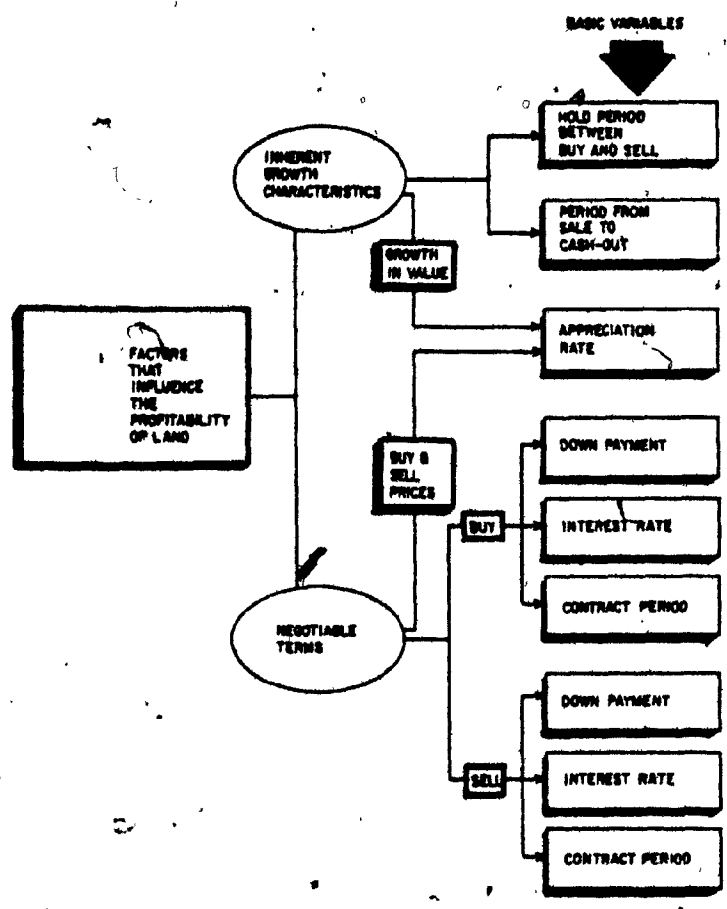 BASIC VARIABLES
HOLD PERIOD
BETWEEN
BUY AND SELL
INHERENT
GROWTH
CHARACTERISTICS
PERIOD FROM
SALE TO
CASH-OUT
GROWTH
IN VALUE
APPRECIATION
RATE
FACTORS
THAT
INFLUENCE
THE
PROFITABILITY
OF LAND
BUY &
SELL
PRICES
DOWN PAYMENT
BUY
INTEREST RATE
CONTRACT PERIOD
NEGOTIABLE
TERMS
DOWN PAYMENT
SELL
INTEREST RATE
CONTRACT PERIOD